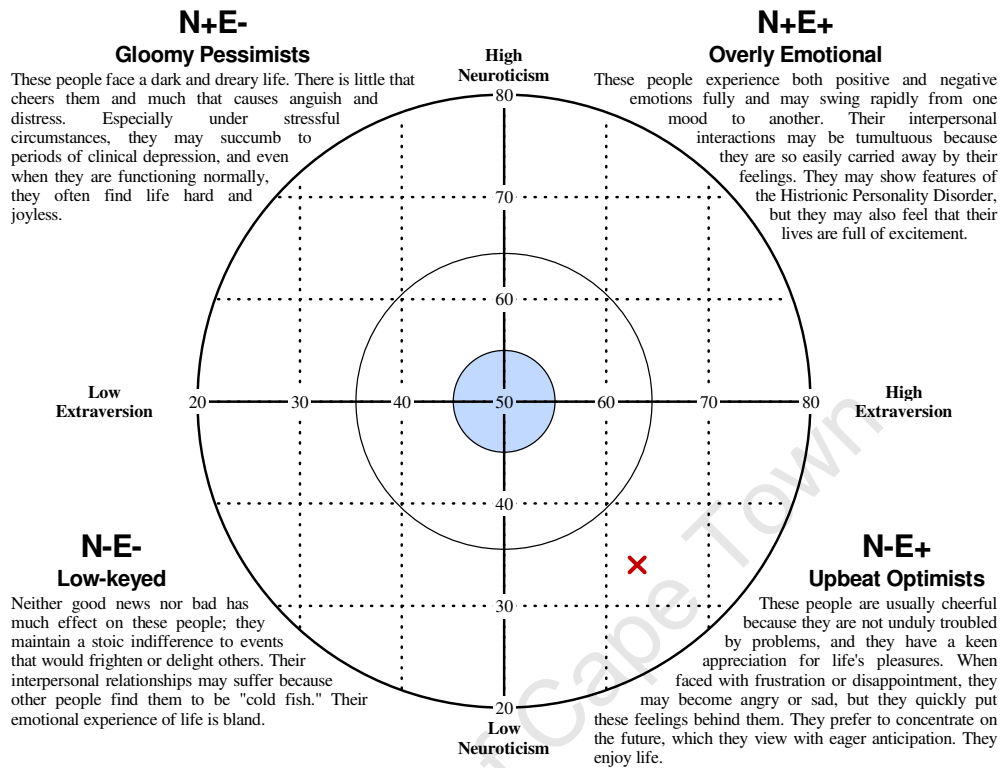 N+E-
Gloomy Pessimists
These people face a dark and dreary life. There is little that
cheers them and much that causes anguish and
distress. Especially under stressful
circumstances, they may succumb to
periods of clinical depression, and even
when they are functioning normally,
they often find life hard and
joyless.
High
Neuroticism
N+E+
Overly Emotional
These people experience both positive and negative
emotions fully and may swing rapidly from one
mood to another. Their interpersonal
interactions may be tumultuous because
they are so easily carried away by their
feelings. They may show features of
the Histrionic Personality Disorder,
but they may also feel that their
lives are full of excitement.
80
70
60
Low
Extraversion
20 30 40 50 60 70 80
High
Extraversion
40
30
20
N-E-
Low-keyed
Neither good news nor bad has
much effect on these people; they
maintain a stoic indifference to events
that would frighten or delight others. Their
interpersonal relationships may suffer because
other people find them to be "cold fish." Their
emotional experience of life is bland.
Low
Neuroticism
N-E+
Upbeat Optimists
These people are usually cheerful
because they are not unduly troubled
by problems, and they have a keen
appreciation for life's pleasures. When
faced with frustration or disappointment, they
may become angry or sad, but they quickly put
these feelings behind them. They prefer to concentrate on
the future, which they view with eager anticipation. They
enjoy life.
Cape Town